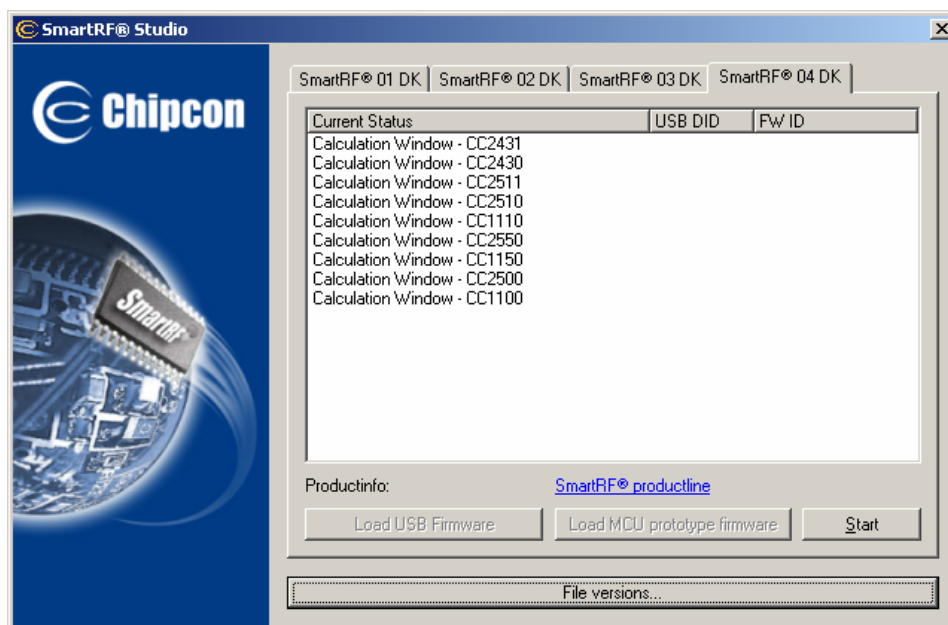 SmartRF® Studio
Chipcon
SmartRF
SmartRF® 01 DK SmartRF® 02 DK SmartRF® 03 DK SmartRF® 04 DK
Current Status USB DID FW ID
Calculation Window - CC2431
Calculation Window - CC2430
Calculation Window - CC2511
Calculation Window - CC2510
Calculation Window - CC1110
Calculation Window - CC2550
Calculation Window - CC1150
Calculation Window - CC2500
Calculation Window - CC1100
Productinfo: SmartRF® productline
Load USB Firmware Load MCU prototype firmware Start
File versions...